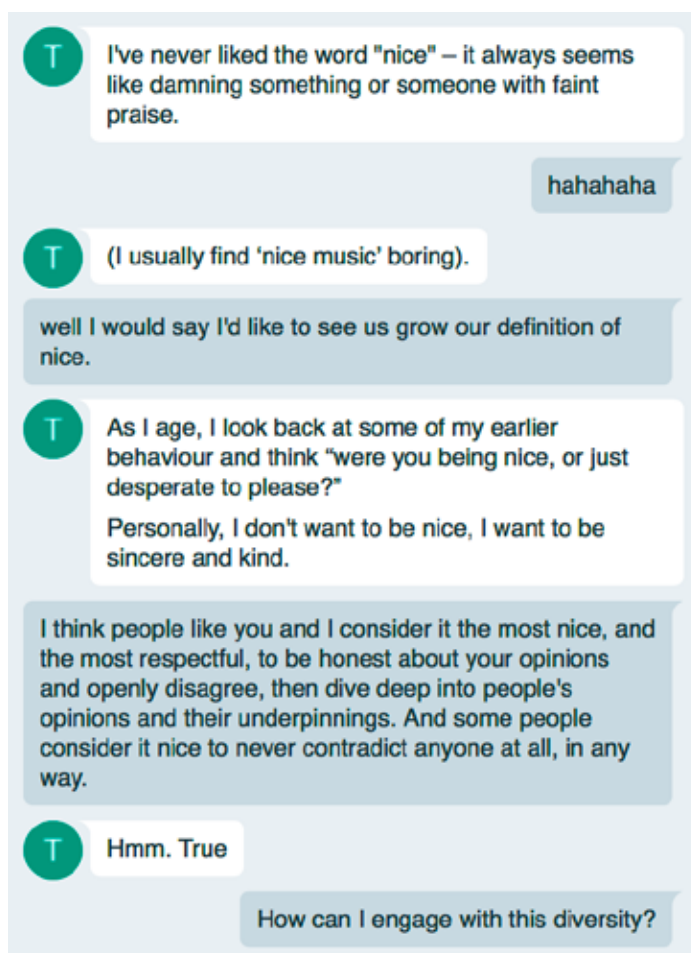 T
I've never liked the word "nice" – it always seems
like damning something or someone with faint
praise.
hahahaha
T
(I usually find ‘nice music’ boring).
well I would say I'd like to see us grow our definition of
nice.
T
As I age, I look back at some of my earlier
behaviour and think “were you being nice, or just
desperate to please?”
Personally, I don't want to be nice, I want to be
sincere and kind.
I think people like you and I consider it the most nice, and
the most respectful, to be honest about your opinions
and openly disagree, then dive deep into people's
opinions and their underpinnings. And some people
consider it nice to never contradict anyone at all, in any
way.
T
Hmm. True
How can I engage with this diversity?